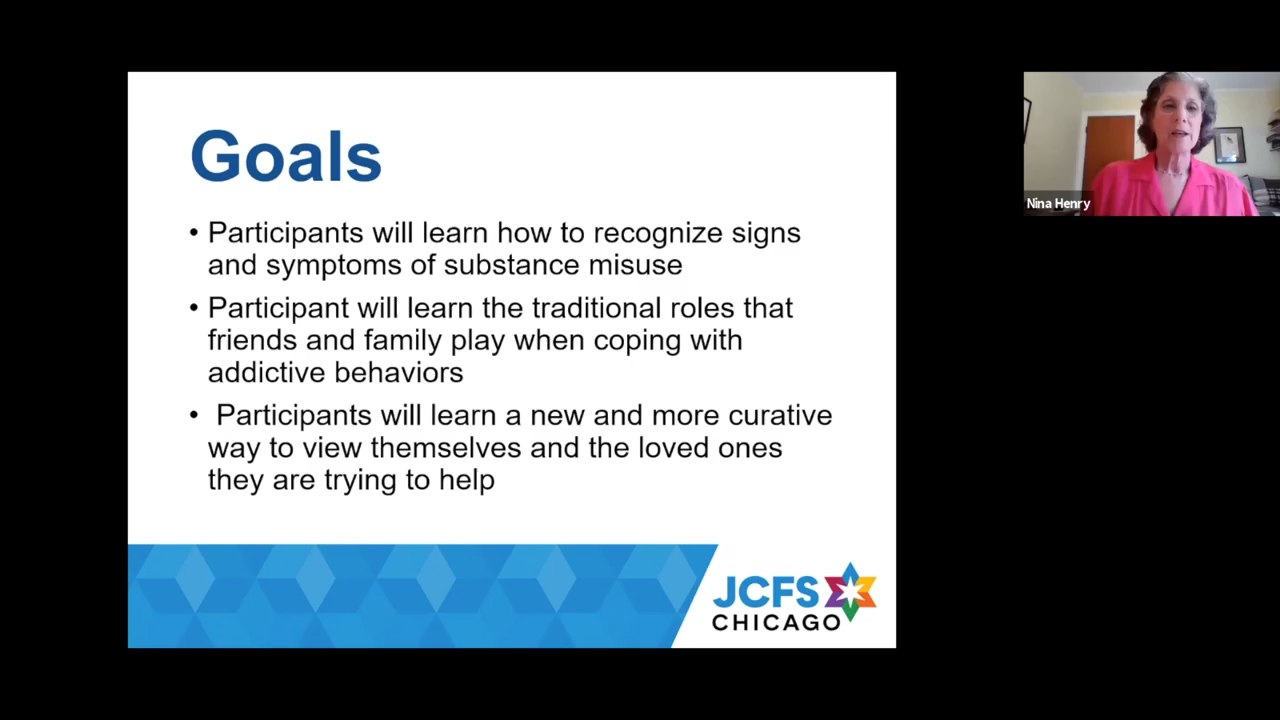 Goals
• Participants will learn how to recognize signs
and symptoms of substance misuse
• Participant will learn the traditional roles that
friends and family play when coping with
addictive behaviors
• Participants will learn a new and more curative
way to view themselves and the loved ones
they are trying to help
JCFS
CHICAGO
Nina Henry